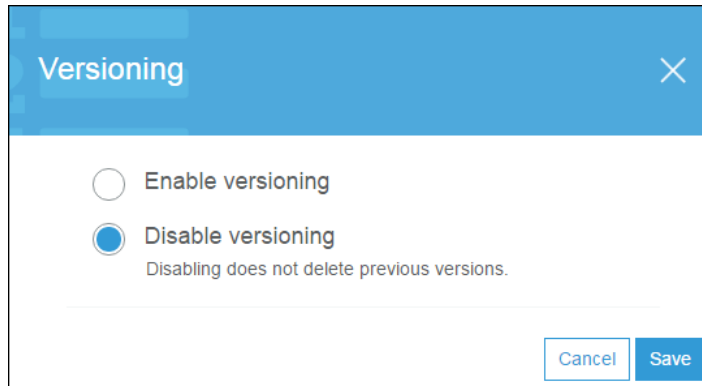 Versioning
Enable versioning
Disable versioning
Disabling does not delete previous versions.
Cancel Save